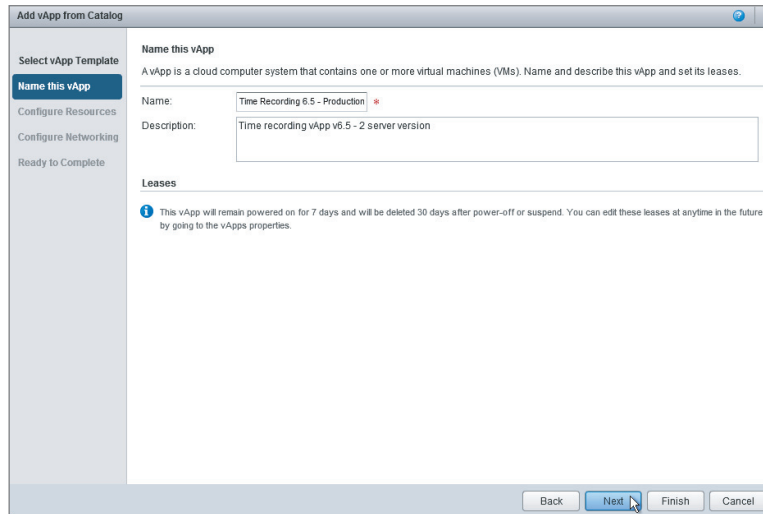 Add vApp from Catalog
Select vApp Template
Name this vApp
Configure Resources
Configure Networking
Ready to Complete
Name this vApp
A vApp is a cloud computer system that contains one or more virtual machines (VMs). Name and describe this vApp and set its leases.
Name:
Time Recording 6.5 - Production
*
Description:
Time recording vApp v6.5 - 2 server version
Leases
This vApp will remain powered on for 7 days and will be deleted 30 days after power-off or suspend. You can edit these leases at anytime in the future
by going to the vApps properties.
Back
Next
Finish
Cancel